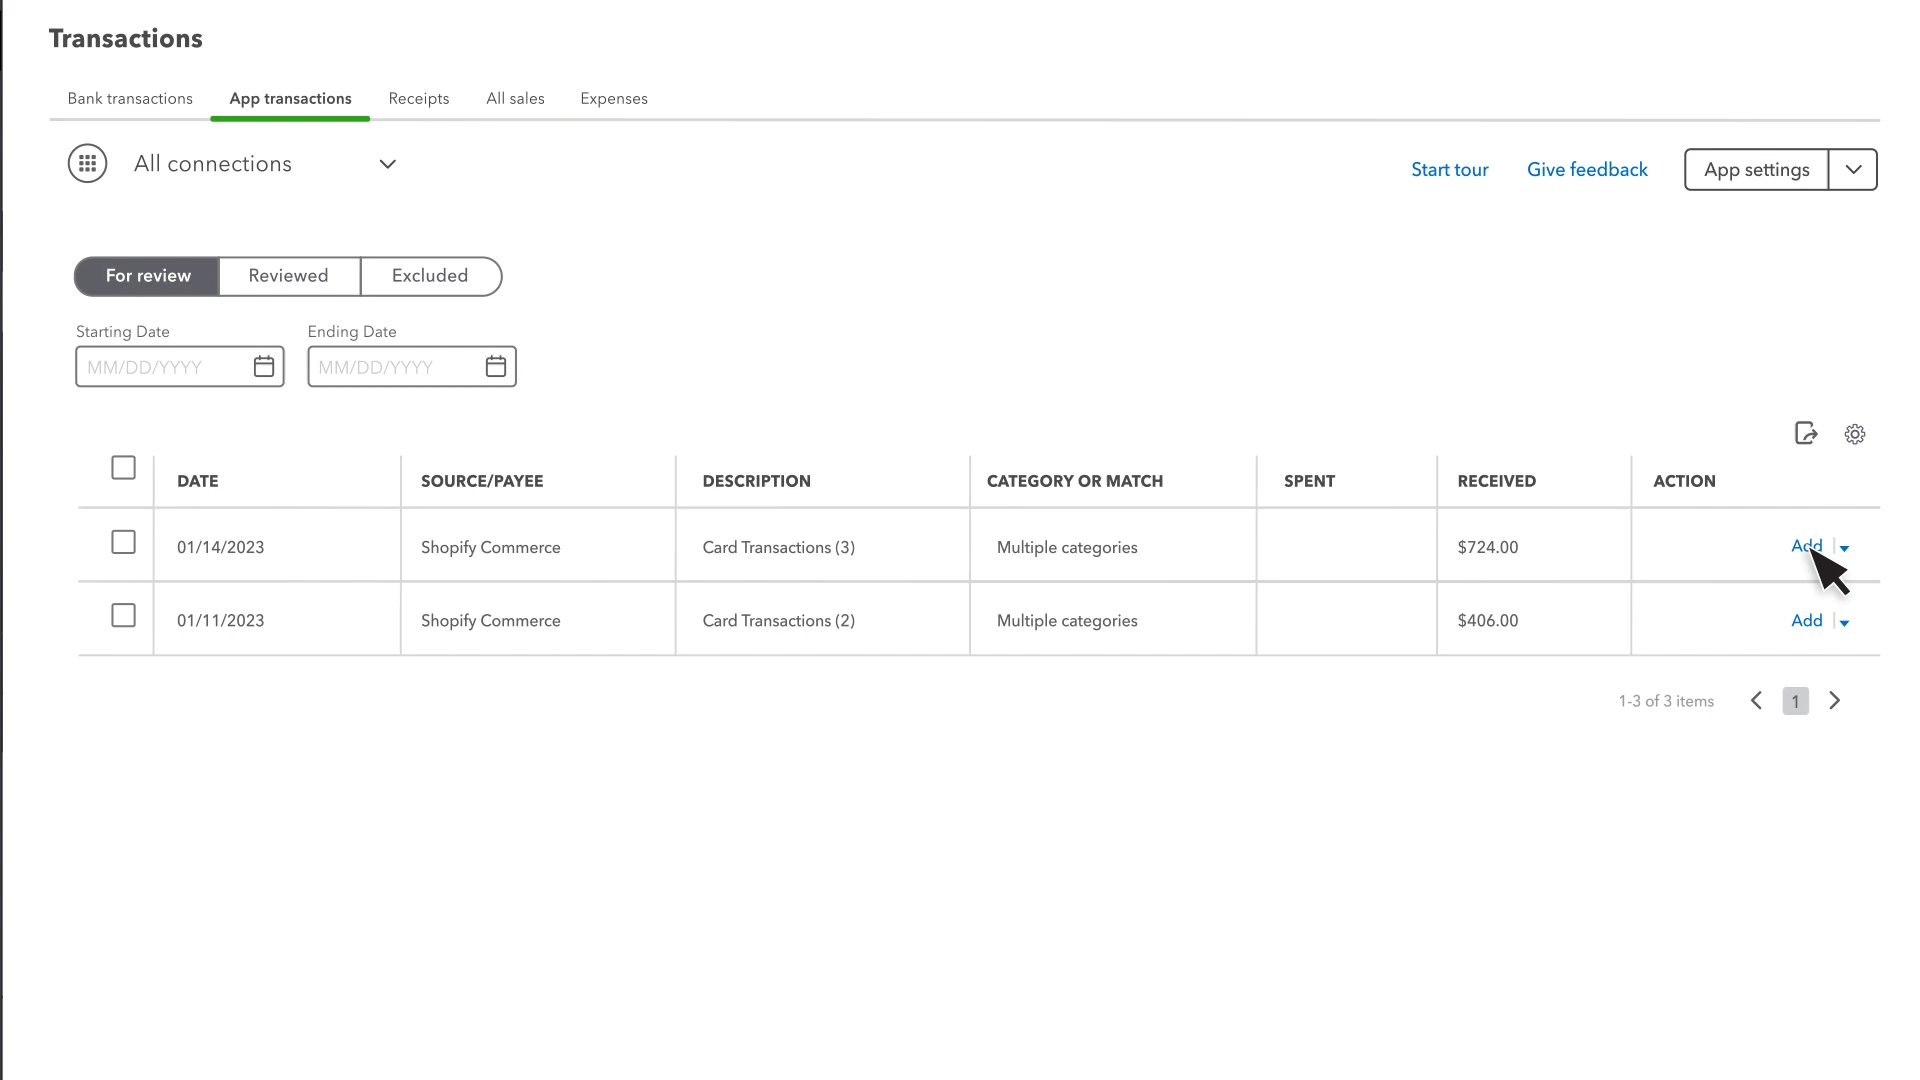 Transactions
Bank transactions App transactions Receipts All sales Expenses
All connections
Start tour Give feedback App settings
For review Reviewed Excluded
Starting Date Ending Date
MM/DD/YYYY MM/DD/YYYY
DATE SOURCE/PAYEE DESCRIPTION CATEGORY OR MATCH SPENT RECEIVED ACTION
01/14/2023 Shopify Commerce Card Transactions (3) Multiple categories $724.00 Add
01/11/2023 Shopify Commerce Card Transactions (2) Multiple categories $406.00 Add
1-3 of 3 items 1